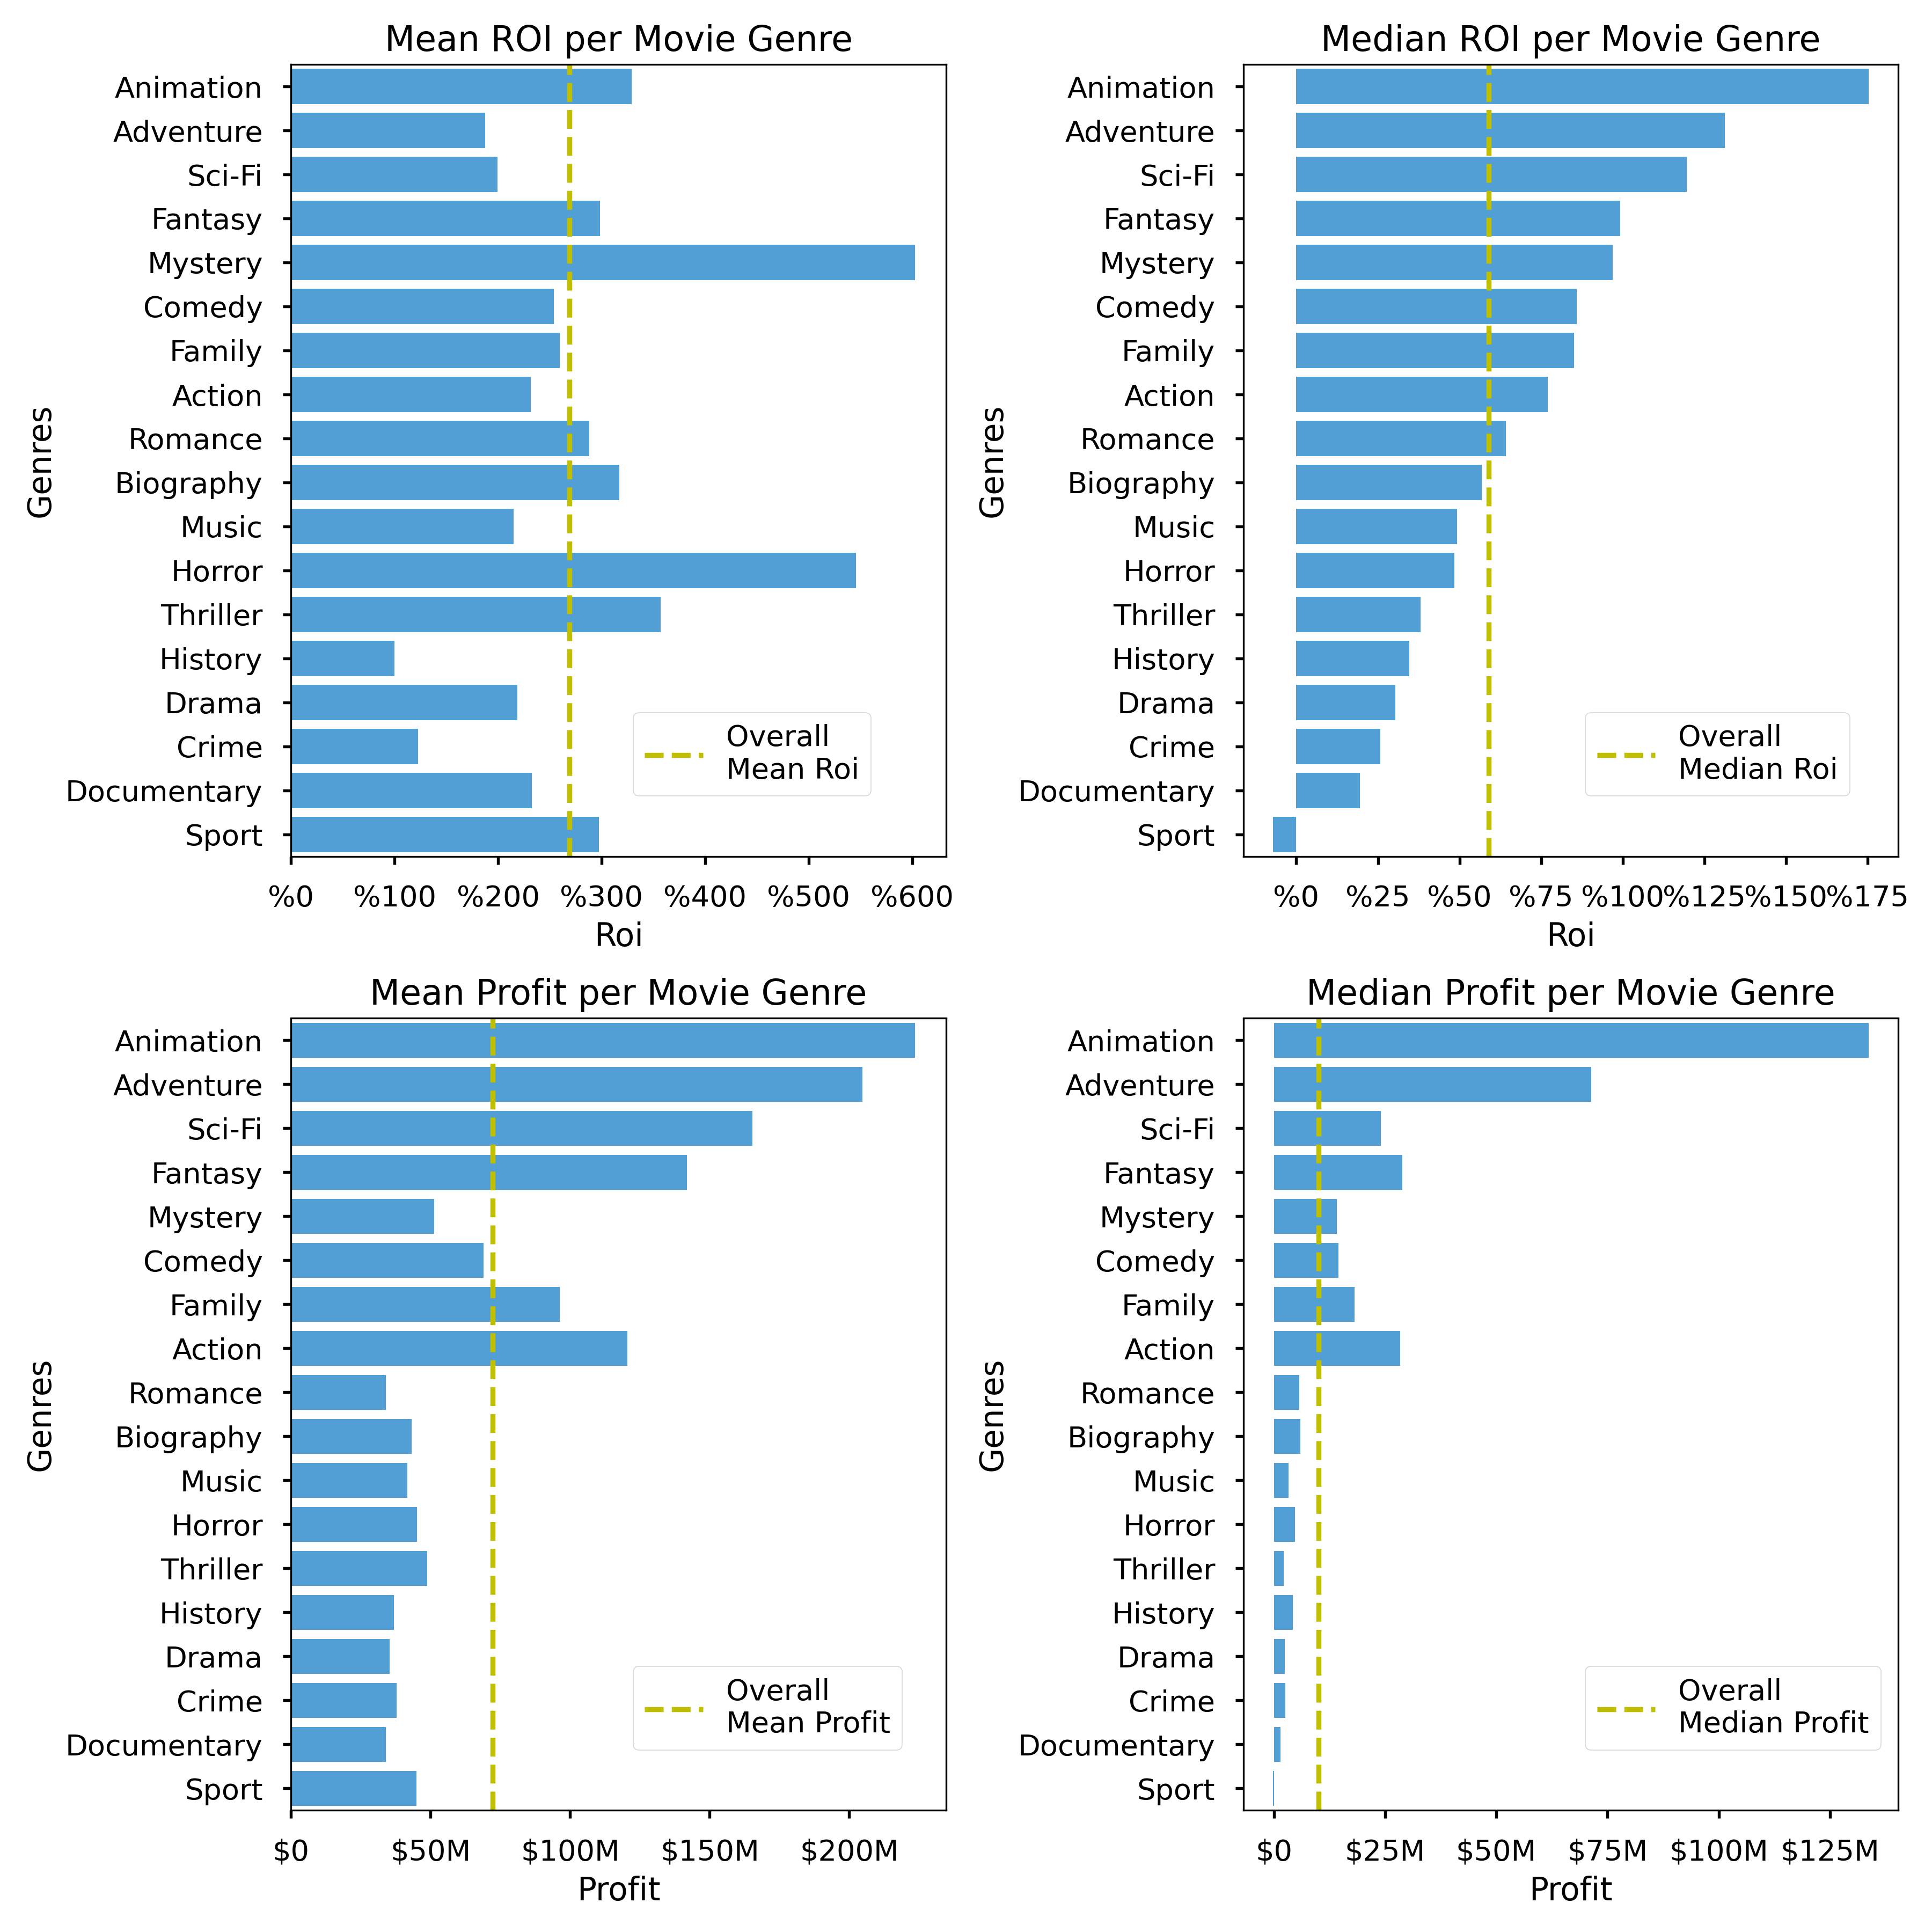 Mean ROI per Movie Genre
Animation
Adventure
Sci-Fi
Fantasy
Mystery
Comedy
Family
Action
Romance
Biography
Music
Horror
Thriller
History
Drama
Crime
Documentary
Sport
Genres
Overall
Mean Roi
%0 %100 %200 %300 %400 %500 %600
Roi
Median ROI per Movie Genre
Animation
Adventure
Sci-Fi
Fantasy
Mystery
Comedy
Family
Action
Romance
Biography
Music
Horror
Thriller
History
Drama
Crime
Documentary
Sport
Genres
Overall
Median Roi
%0 %25 %50 %75 %100 %125 %150 %175
Roi
Mean Profit per Movie Genre
Animation
Adventure
Sci-Fi
Fantasy
Mystery
Comedy
Family
Action
Romance
Biography
Music
Horror
Thriller
History
Drama
Crime
Documentary
Sport
Genres
Overall
Mean Profit
$0 $50M $100M $150M $200M
Profit
Median Profit per Movie Genre
Animation
Adventure
Sci-Fi
Fantasy
Mystery
Comedy
Family
Action
Romance
Biography
Music
Horror
Thriller
History
Drama
Crime
Documentary
Sport
Genres
Overall
Median Profit
$0 $25M $50M $75M $100M $125M
Profit